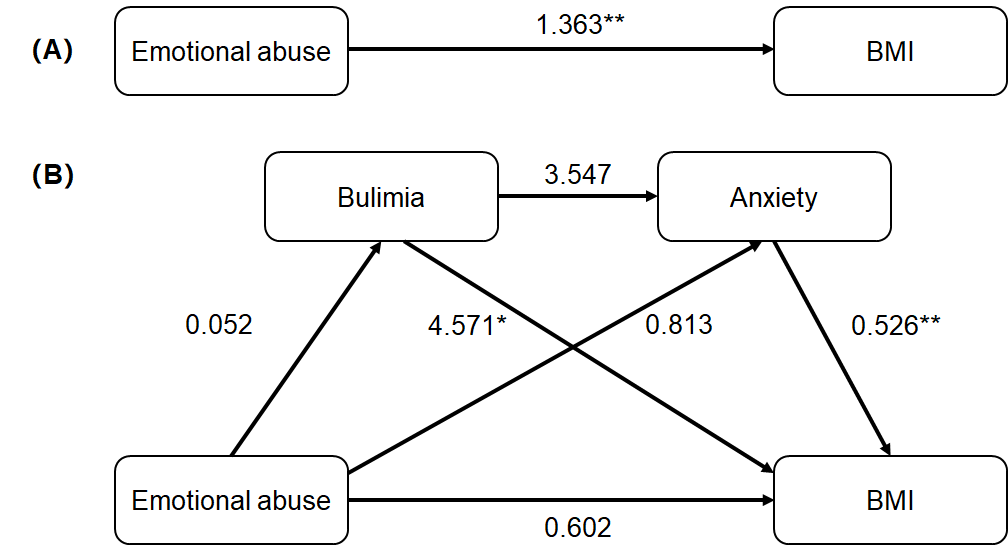 (A)
Emotional abuse
1.363**
BMI
(B)
Bulimia
3.547
Anxiety
0.052
4.571*
0.813
0.526**
Emotional abuse
0.602
BMI